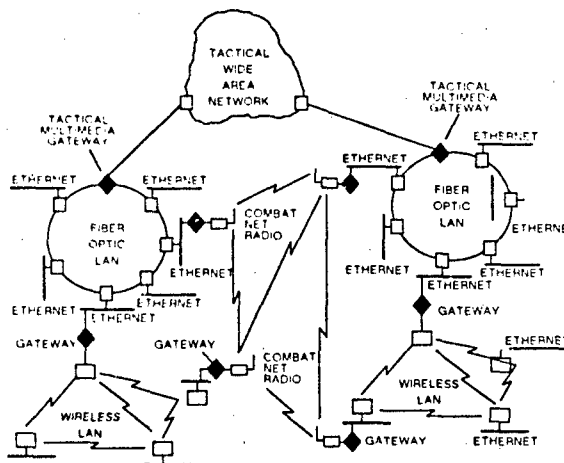 TACTICAL
WIDE
AREA
NETWORK
TACTICAL
MULTIMEDIA
GATEWAY
TACTICAL
MULTIMEDIA
GATEWAY
ETHERNET
ETHERNET
ETHERNET
FIBER
OPTIC
LAN
COMBAT
NET
RADIO
FIBER
OPTIC
LAN
ETHERNET
ETHERNET
ETHERNET
ETHERNET
ETHERNET
ETHERNET
ETHERNET
ETHERNET
GATEWAY
GATEWAY
GATEWAY
ETHERNET
COMBAT
NET
RADIO
WIRELESS
LAN
WIRELESS
LAN
GATEWAY
ETHERNET